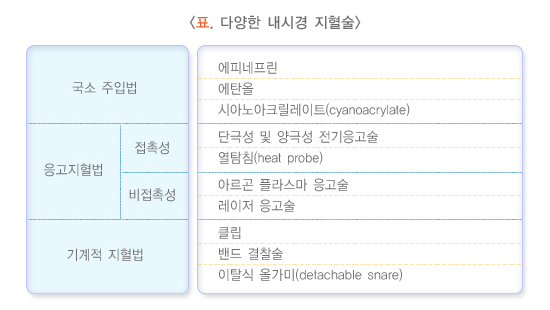 <표. 다양한 내시경 지혈술>
국소 주입법
에피네프린
에탄올
시아노아크릴레이트(cyanoacrylate)
응고지혈법
접촉성
단극성 및 양극성 전기응고술
열탐침(heat probe)
비접촉성
아르곤 플라스마 응고술
레이저 응고술
기계적 지혈법
클립
밴드 결찰술
이탈식 올가미(detachable snare)